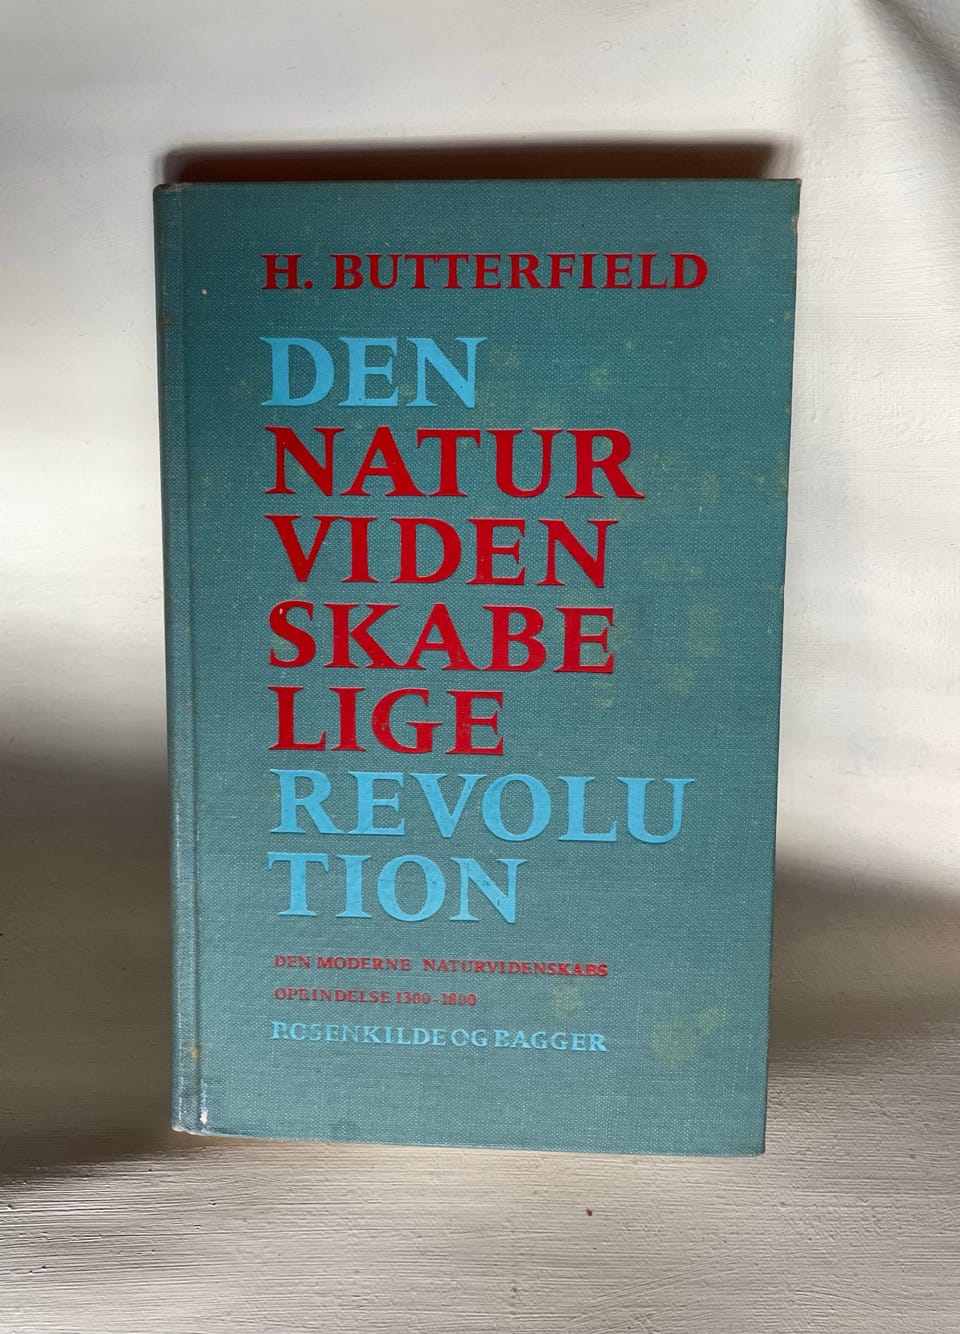 H. BUTTERFIELD
DEN
NATUR
VIDEN
SKABE
LIGE
REVOLU
TION
DEN MODERNE NATURVIDENSKABS
OPRINDELSE 1300-1800
ROSENKILDE OG BAGGER